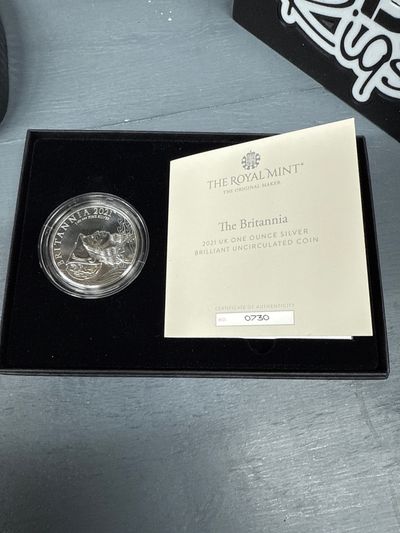 THE ROYAL MINT
THE ORIGINAL MAKER
The Britannia
2021 UK ONE OUNCE SILVER
BRILLIANT UNCIRCULATED COIN
CERTIFICATE OF AUTHENTICITY
NO. 0730
BRITANNIA 2021